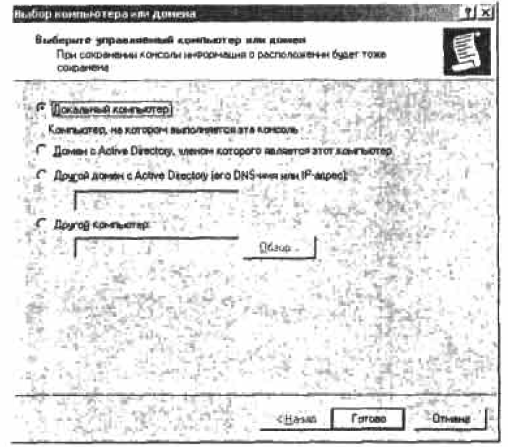 Выбор компьютера или домена
Выберите управляемый компьютер или домен
При сохранении консоли информация о расположении будет тоже
сохранена
Локальный компьютер
Компьютер, на котором выполняется эта консоль
Домен с Active Directory, членом которого является этот компьютер
Другой домен с Active Directory (его DNS-имя или IP-адрес):
Другой компьютер:
Обзор...
< Назад
Готово
Отмена